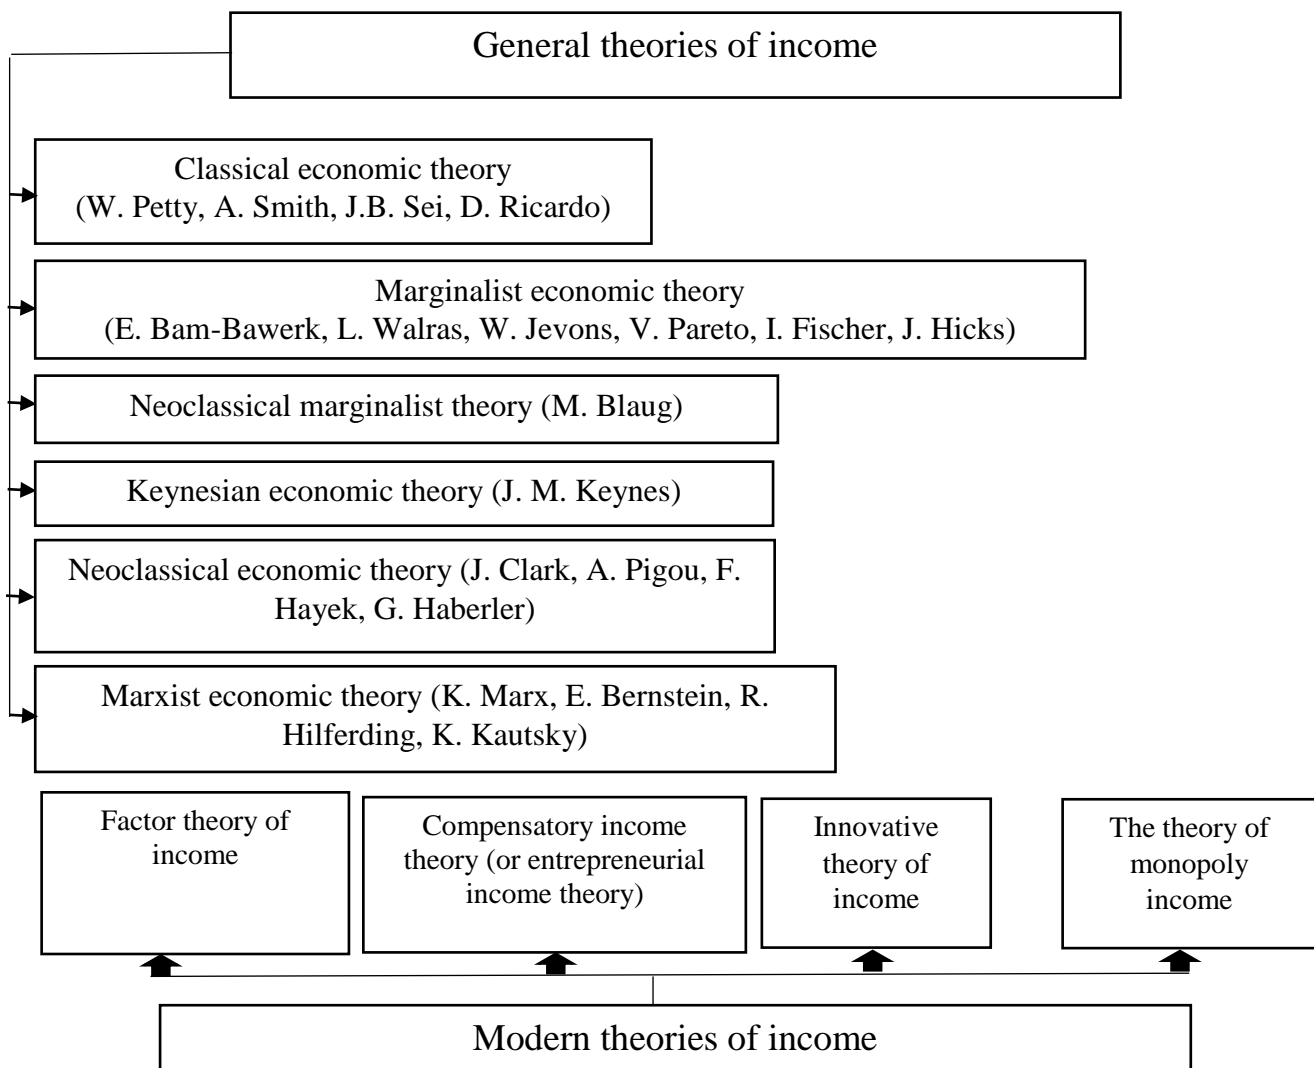 General theories of income
Classical economic theory
(W. Petty, A. Smith, J.B. Sei, D. Ricardo)
Marginalist economic theory
(E. Bam-Bawerk, L. Walras, W. Jevons, V. Pareto, I. Fischer, J. Hicks)
Neoclassical marginalist theory (M. Blaug)
Keynesian economic theory (J. M. Keynes)
Neoclassical economic theory (J. Clark, A. Pigou, F.
Hayek, G. Haberler)
Marxist economic theory (K. Marx, E. Bernstein, R.
Hilferding, K. Kautsky)
Factor theory of
income
Compensatory income
theory (or entrepreneurial
income theory)
Innovative
theory of
income
The theory of
monopoly
income
Modern theories of income